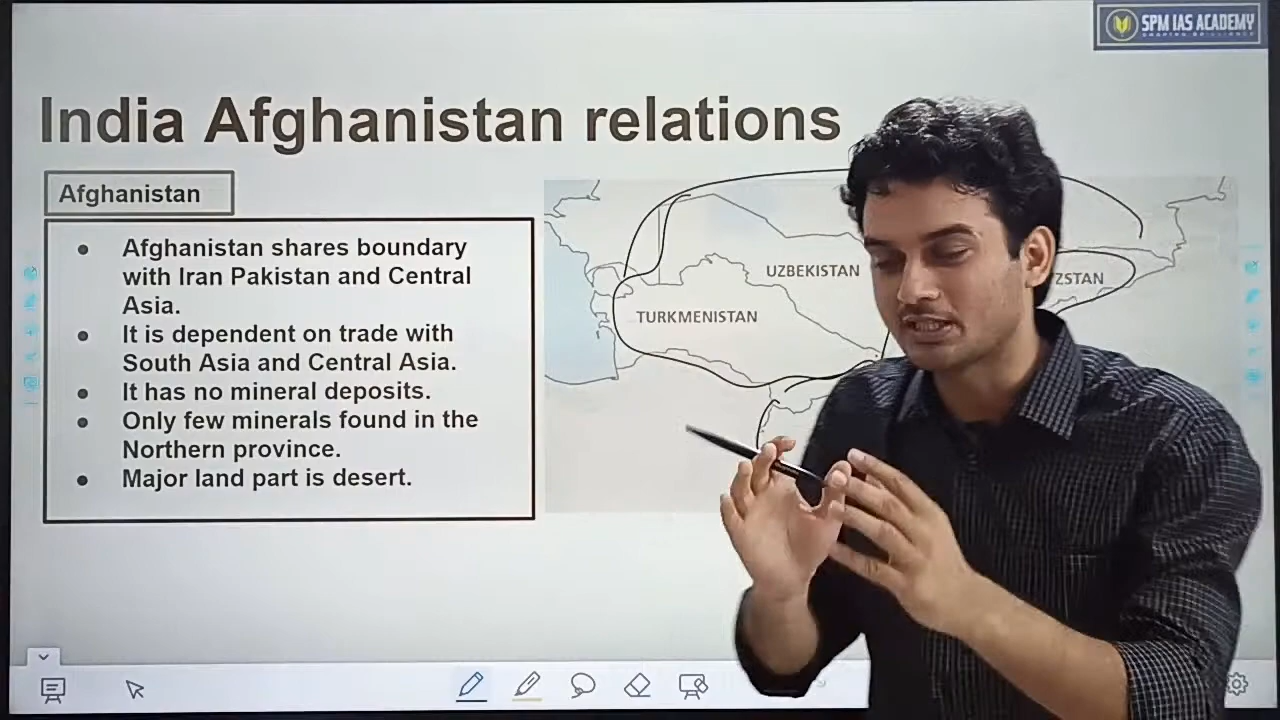 SPM IAS ACADEMY
India Afghanistan relations
Afghanistan
Afghanistan shares boundary
with Iran Pakistan and Central
Asia.
It is dependent on trade with
South Asia and Central Asia.
It has no mineral deposits.
Only few minerals found in the
Northern province.
Major land part is desert.
UZBEKISTAN
ZSTAN
TURKMENISTAN